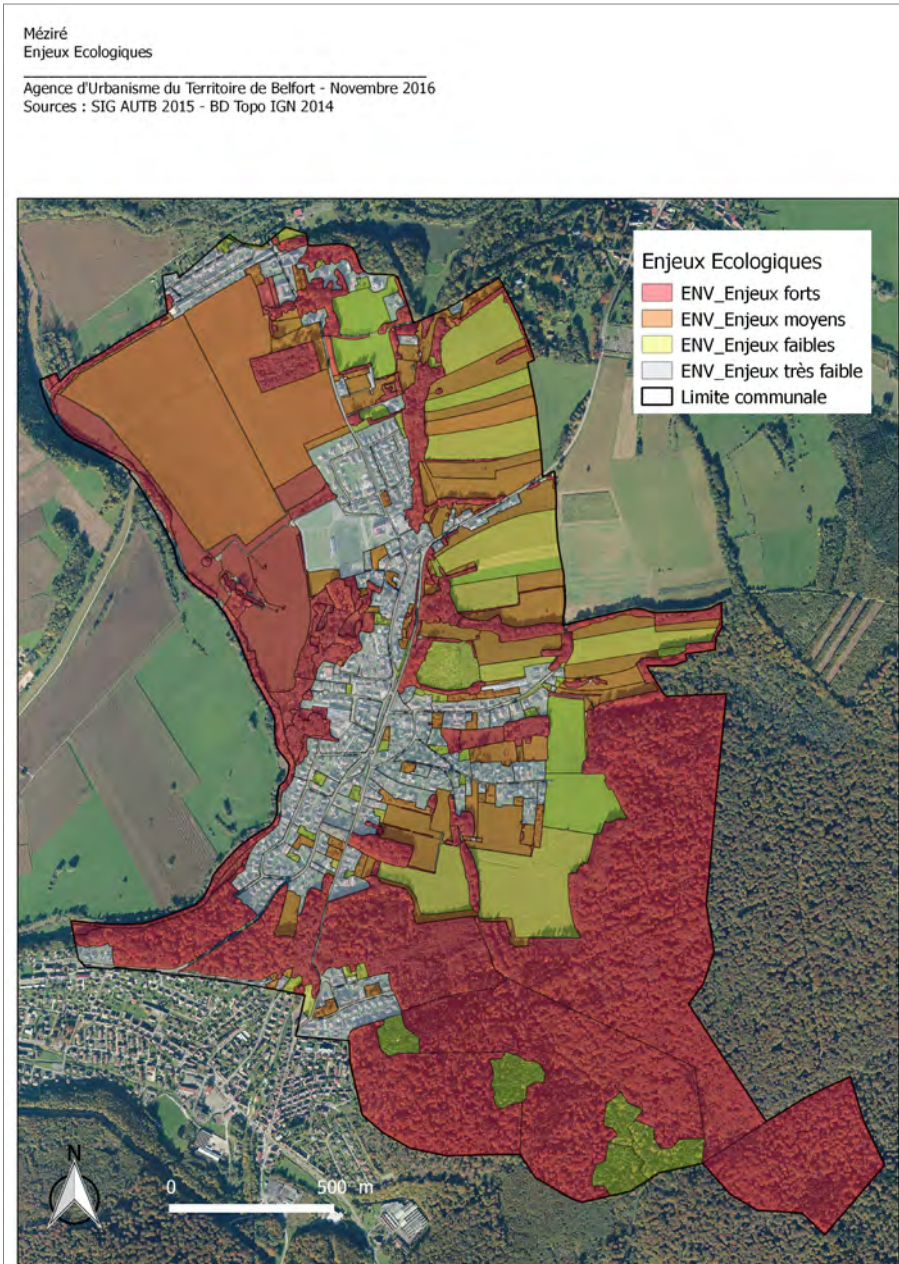 Méziré
Enjeux Ecologiques
Agence d'Urbanisme du Territoire de Belfort - Novembre 2016
Sources : SIG AUTB 2015 - BD Topo IGN 2014
Enjeux Ecologiques
ENV_Enjeux forts
ENV_Enjeux moyens
ENV_Enjeux faibles
ENV_Enjeux très faible
Limite communale
N
0 500 m